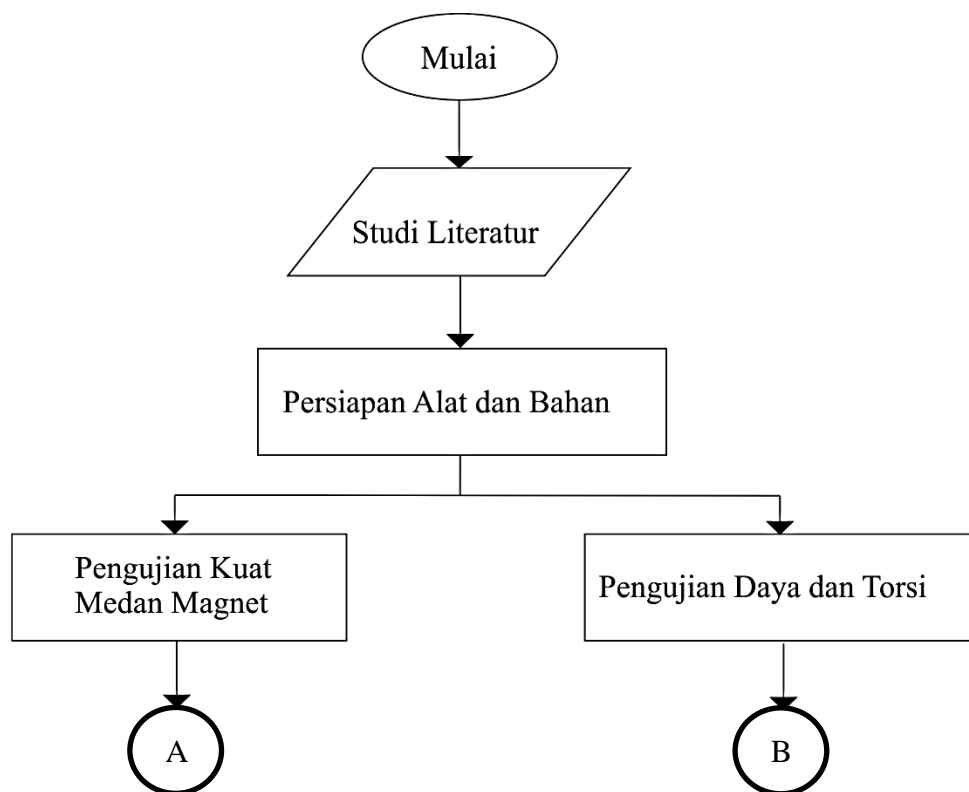 Mulai
Studi Literatur
Persiapan Alat dan Bahan
Pengujian Kuat
Medan Magnet
Pengujian Daya dan Torsi
A
B